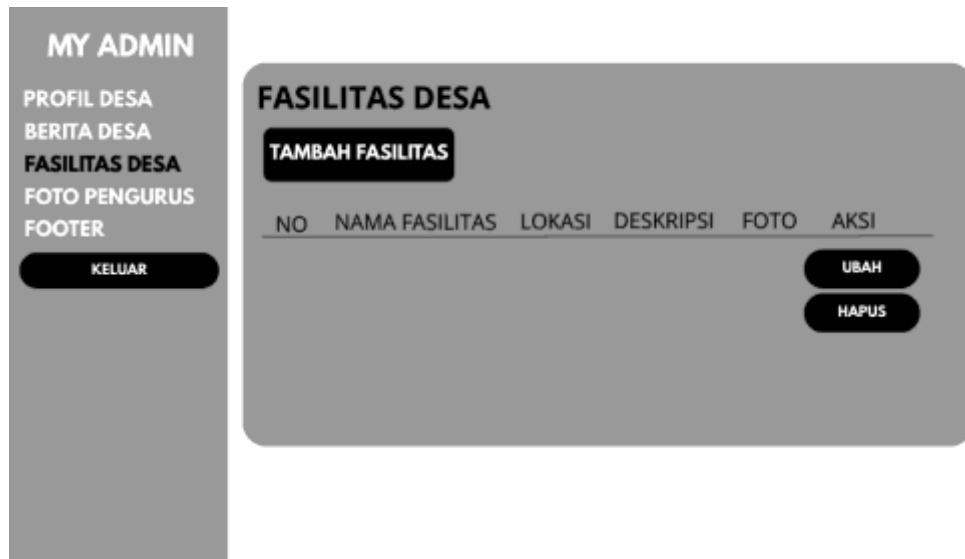 MY ADMIN
PROFIL DESA
BERITA DESA
FASILITAS DESA
FOTO PENGURUS
FOOTER
KELUAR
FASILITAS DESA
TAMBAH FASILITAS
NO NAMA FASILITAS LOKASI DESKRIPSI FOTO AKSI
UBAH
HAPUS